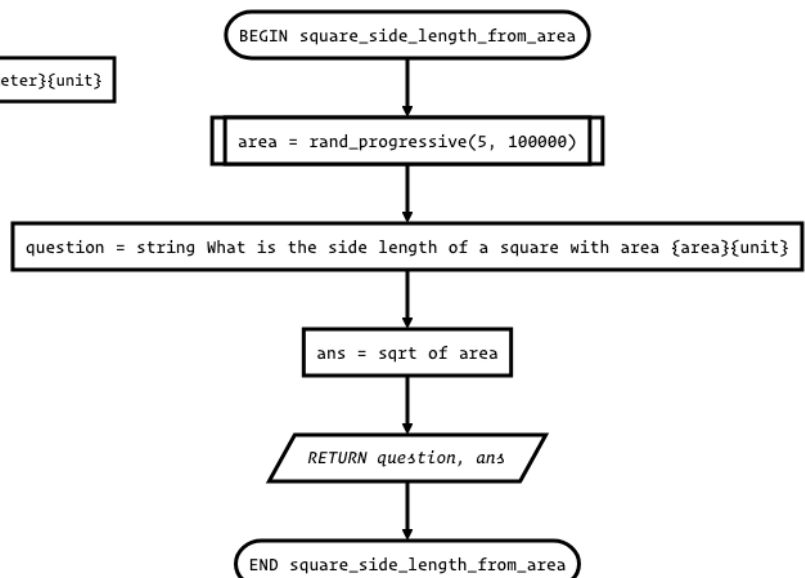 BEGIN square_side_length_from_area
eter}{unit}
area = rand_progressive(5, 100000)
question = string What is the side length of a square with area {area}{unit}
ans = sqrt of area
RETURN question, ans
END square_side_length_from_area